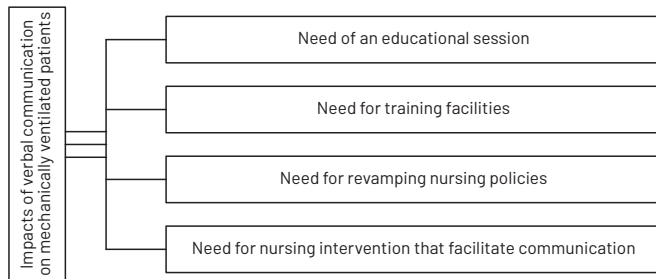 Impacts of verbal communication
on mechanically ventilated patients
Need of an educational session
Need for training facilities
Need for revamping nursing policies
Need for nursing intervention that facilitate communication